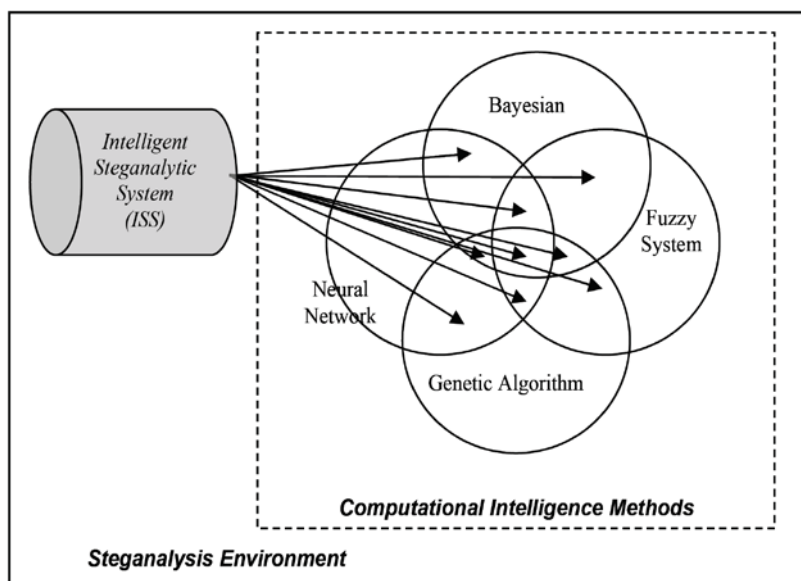 Intelligent
Steganalytic
System
(ISS)
Bayesian
Fuzzy
System
Neural
Network
Genetic Algorithm
Computational Intelligence Methods
Steganalysis Environment